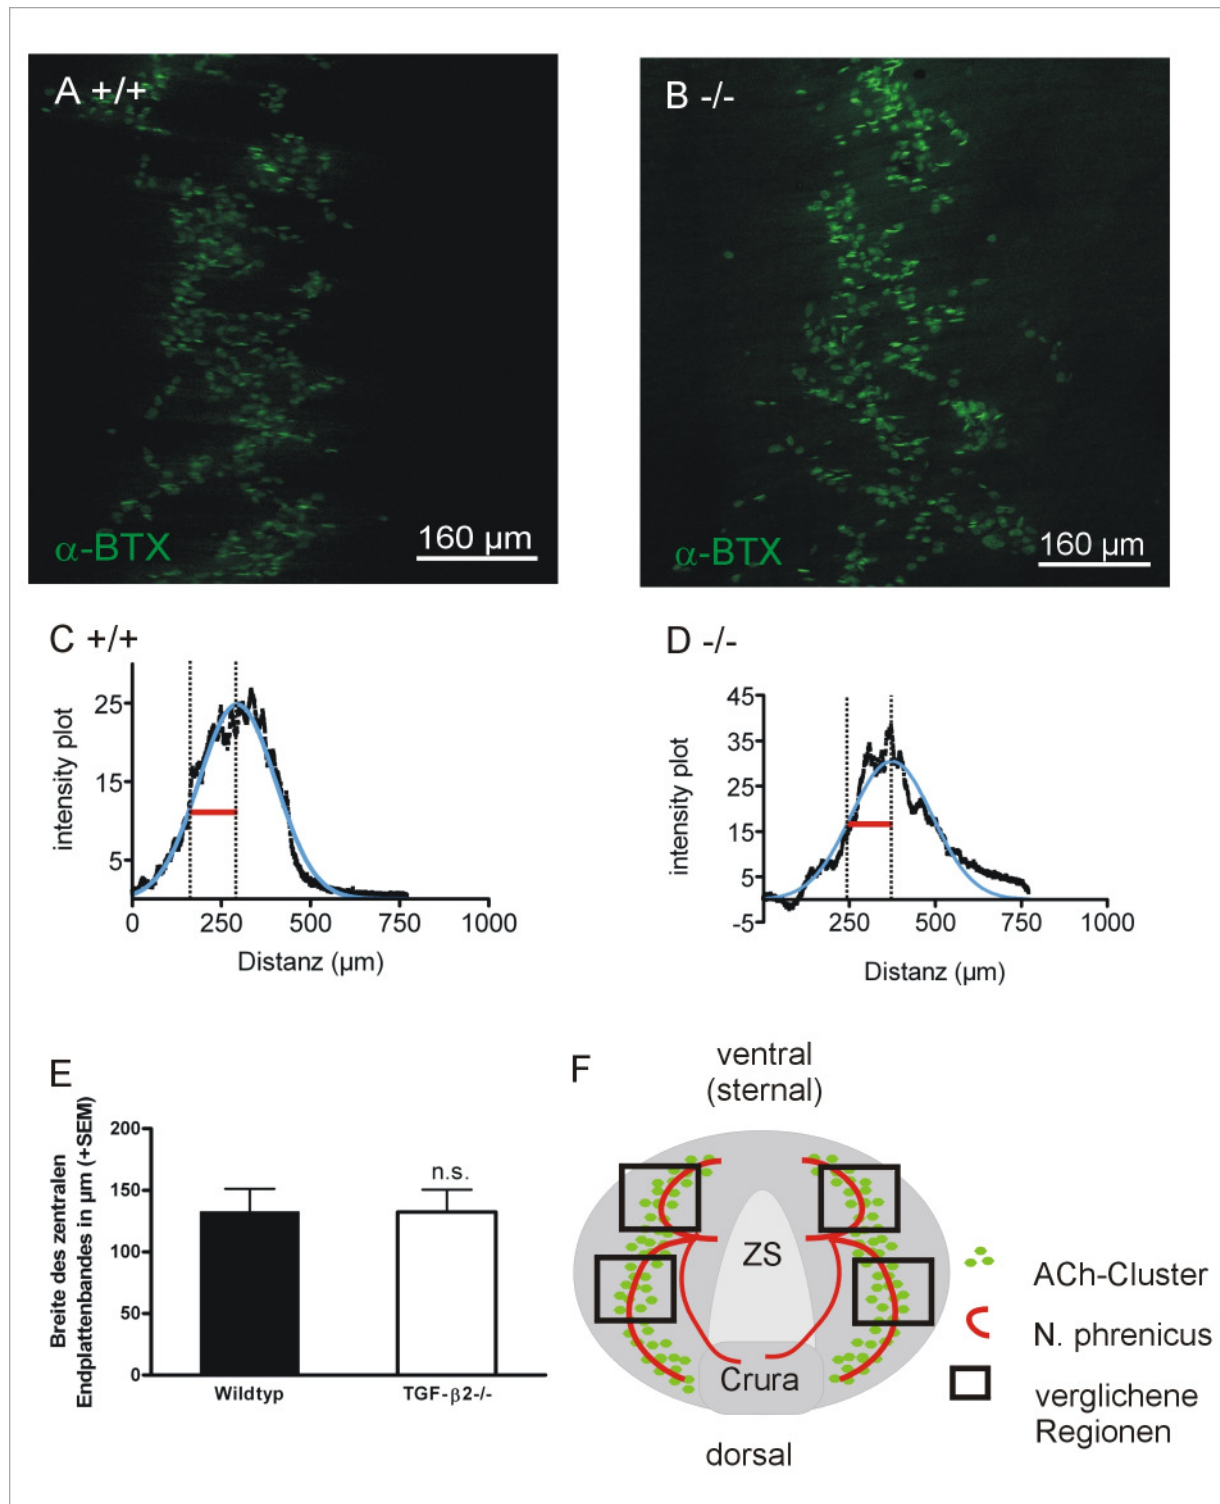 A +/+
α-BTX
160 µm
B -/-
α-BTX
160 µm
C +/+
intensity plot
25
15
5
0
250
500
750
1000
Distanz (µm)
D -/-
intensity plot
45
35
25
15
5
-5
250
500
750
1000
Distanz (µm)
E
Breite des zentralen
Endplattenbandes in µm (+SEM)
200
150
100
50
0
n.s.
Wildtyp
TGF-β2-/-
F
ventral
(sternal)
ZS
Crura
dorsal
ACh-Cluster
N. phrenicus
verglichene
Regionen